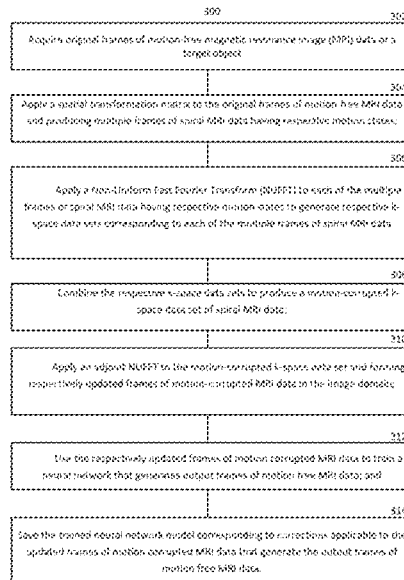 300
302
Acquire original frames of motion-free magnetic resonance image (MRI) data of a
target object
304
Apply a spatial transformation matrix to the original frames of motion free MRI data
and producing multiple frames of spiral MRI data having respective motion states;
306
Apply a Non-Uniform Fast Fourier Transform (NUFFT) to each of the multiple
frames of spiral MRI data having respective motion states to generate respective k-
space data sets corresponding to each of the multiple frames of spiral MRI data
308
Combine the respective k-space data sets to produce a motion-corrupted k-
space data set of spiral MRI data;
310
Apply an adjoint NUFFT to the motion-corrupted k-space data set and forming
respectively updated frames of motion-corrupted MRI data in the image domain;
312
Use the respectively updated frames of motion corrupted MRI data to train a
neural network that generates output frames of motion free MRI data; and
314
Save the trained neural network model corresponding to corrections applicable to the
updated frames of motion corrupted MRI data that generate the output frames of
motion free MRI data.